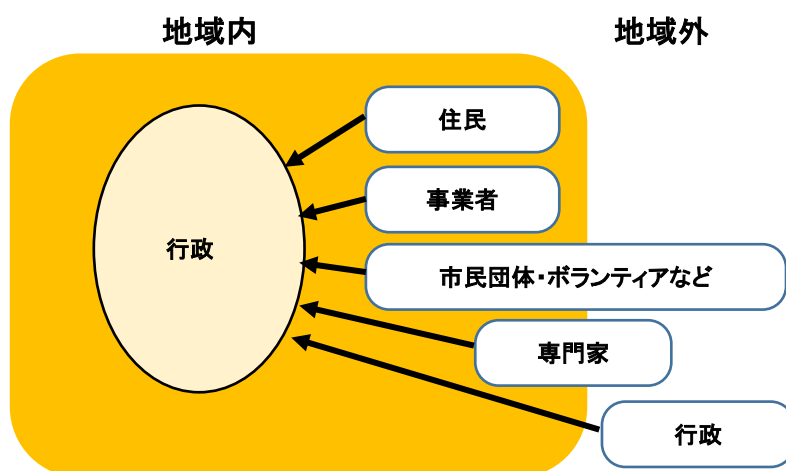 地域内
地域外
住民
事業者
行政
市民団体・ボランティアなど
専門家
行政